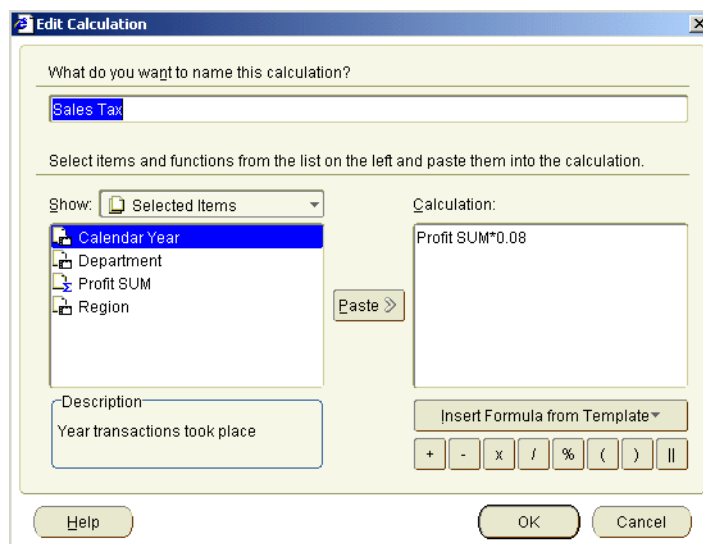 Edit Calculation
What do you want to name this calculation?
Sales Tax
Select items and functions from the list on the left and paste them into the calculation.
Show: Selected Items
Calculation:
Calendar Year
Department
Profit SUM
Region
Profit SUM*0.08
Paste
Description
Year transactions took place
Insert Formula from Template
+ - x / % ( ) ||
Help OK Cancel